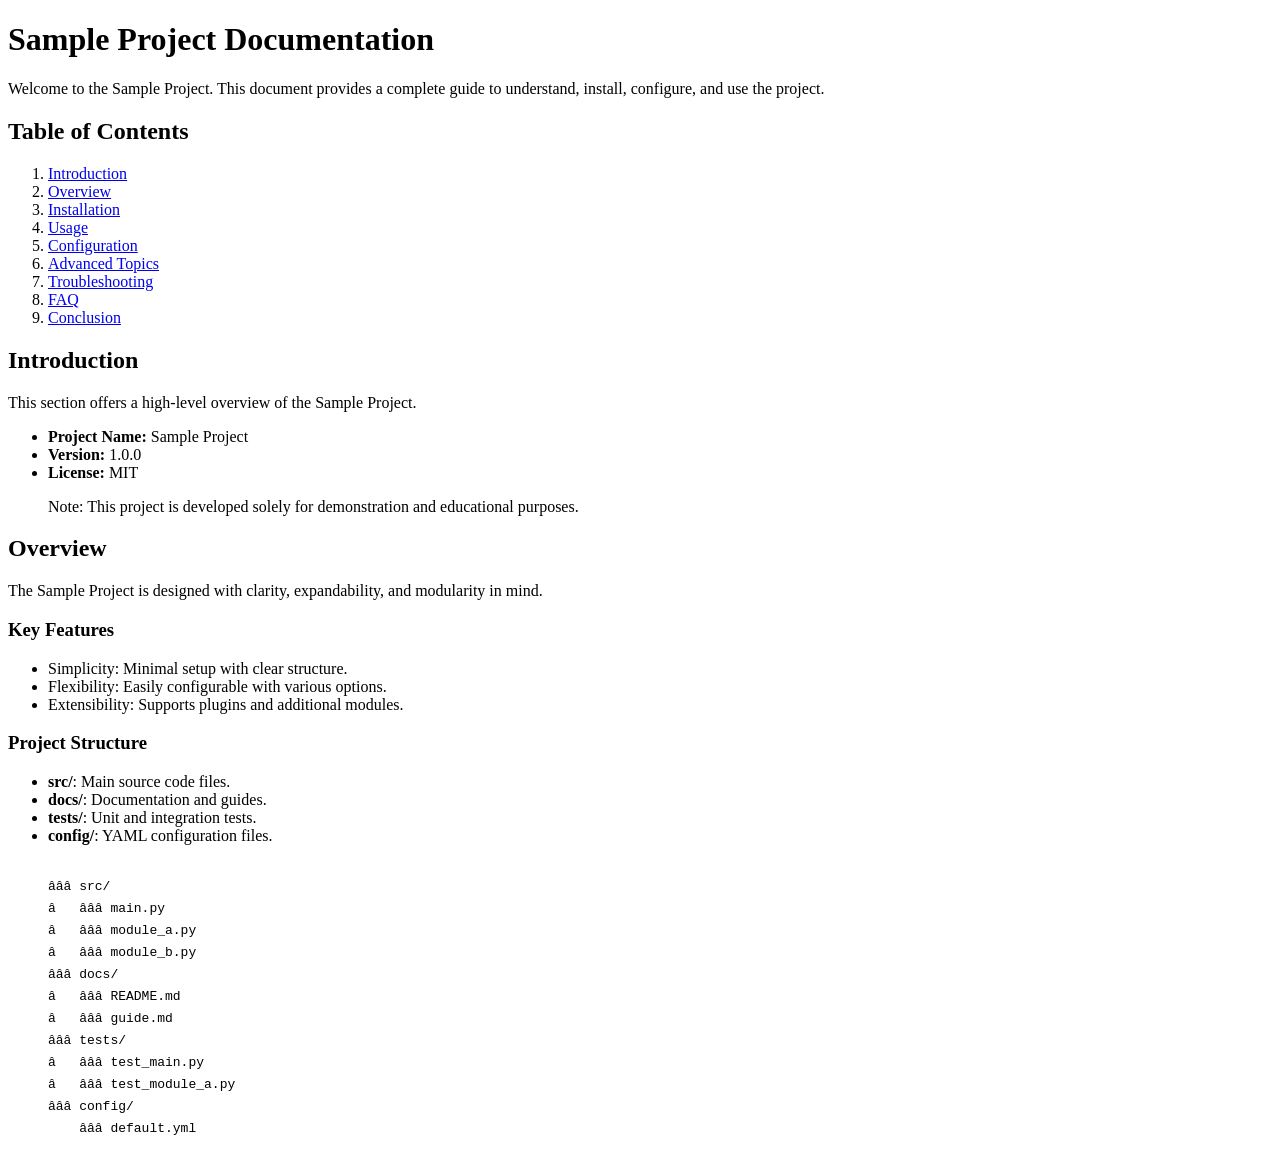 Sample Project Documentation
Welcome to the Sample Project. This document provides a complete guide to understand, install, configure, and use the project.
Table of Contents
1. Introduction
2. Overview
3. Installation
4. Usage
5. Configuration
6. Advanced Topics
7. Troubleshooting
8. FAQ
9. Conclusion
Introduction
This section offers a high-level overview of the Sample Project.
• Project Name: Sample Project
• Version: 1.0.0
• License: MIT
Note: This project is developed solely for demonstration and educational purposes.
Overview
The Sample Project is designed with clarity, expandability, and modularity in mind.
Key Features
• Simplicity: Minimal setup with clear structure.
• Flexibility: Easily configurable with various options.
• Extensibility: Supports plugins and additional modules.
Project Structure
• src/: Main source code files.
• docs/: Documentation and guides.
• tests/: Unit and integration tests.
• config/: YAML configuration files.
âââ src/
â   âââ main.py
â   âââ module_a.py
â   âââ module_b.py
âââ docs/
â   âââ README.md
â   âââ guide.md
âââ tests/
â   âââ test_main.py
â   âââ test_module_a.py
âââ config/
    âââ default.yml